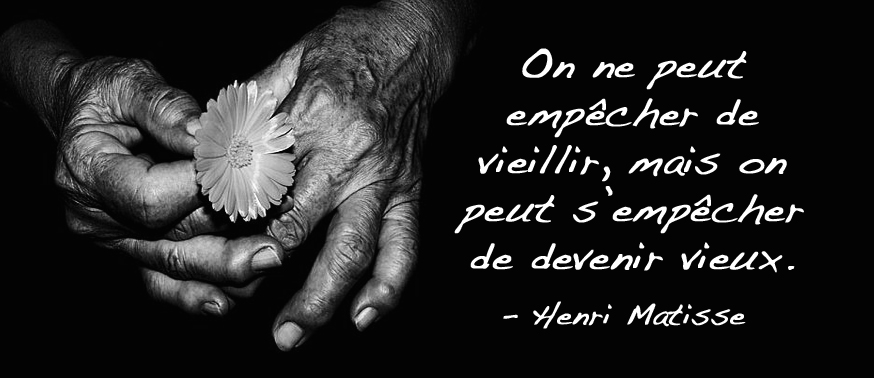 On ne peut
empêcher de
vieillir, mais on
peut s`empêcher
de devenir vieux.
- Henri Matisse